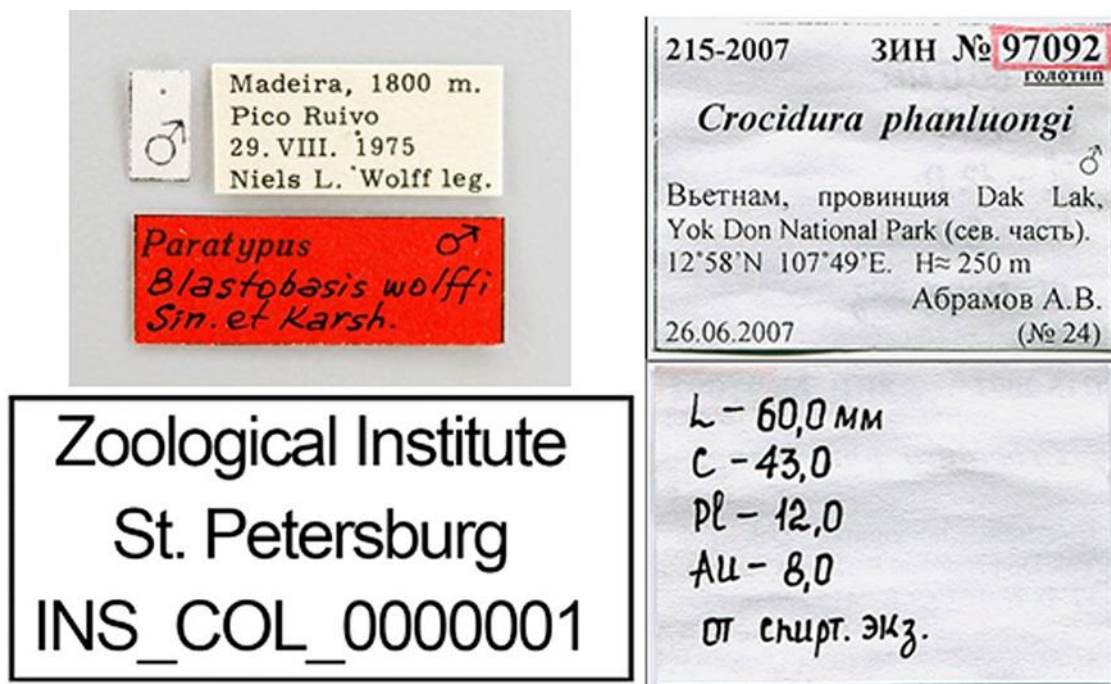 ♂
Madeira, 1800 m.
Pico Ruivo
29. VIII. 1975
Niels L. Wolff leg.
Paratypus ♂
Blastobasis wolffi
Sin. et Karsh.
Zoological Institute
St. Petersburg
INS_COL_0000001
215-2007 ЗИН № 97092
голотип
Crocidura phanluongi
♂
Вьетнам, провинция Dak Lak,
Yok Don National Park (сев. часть).
12°58'N 107°49'E. H≈ 250 m
Абрамов А.В.
26.06.2007 (№ 24)
L – 60,0 мм
C – 43,0
Pl – 12,0
Au – 8,0
от спирт. экз.